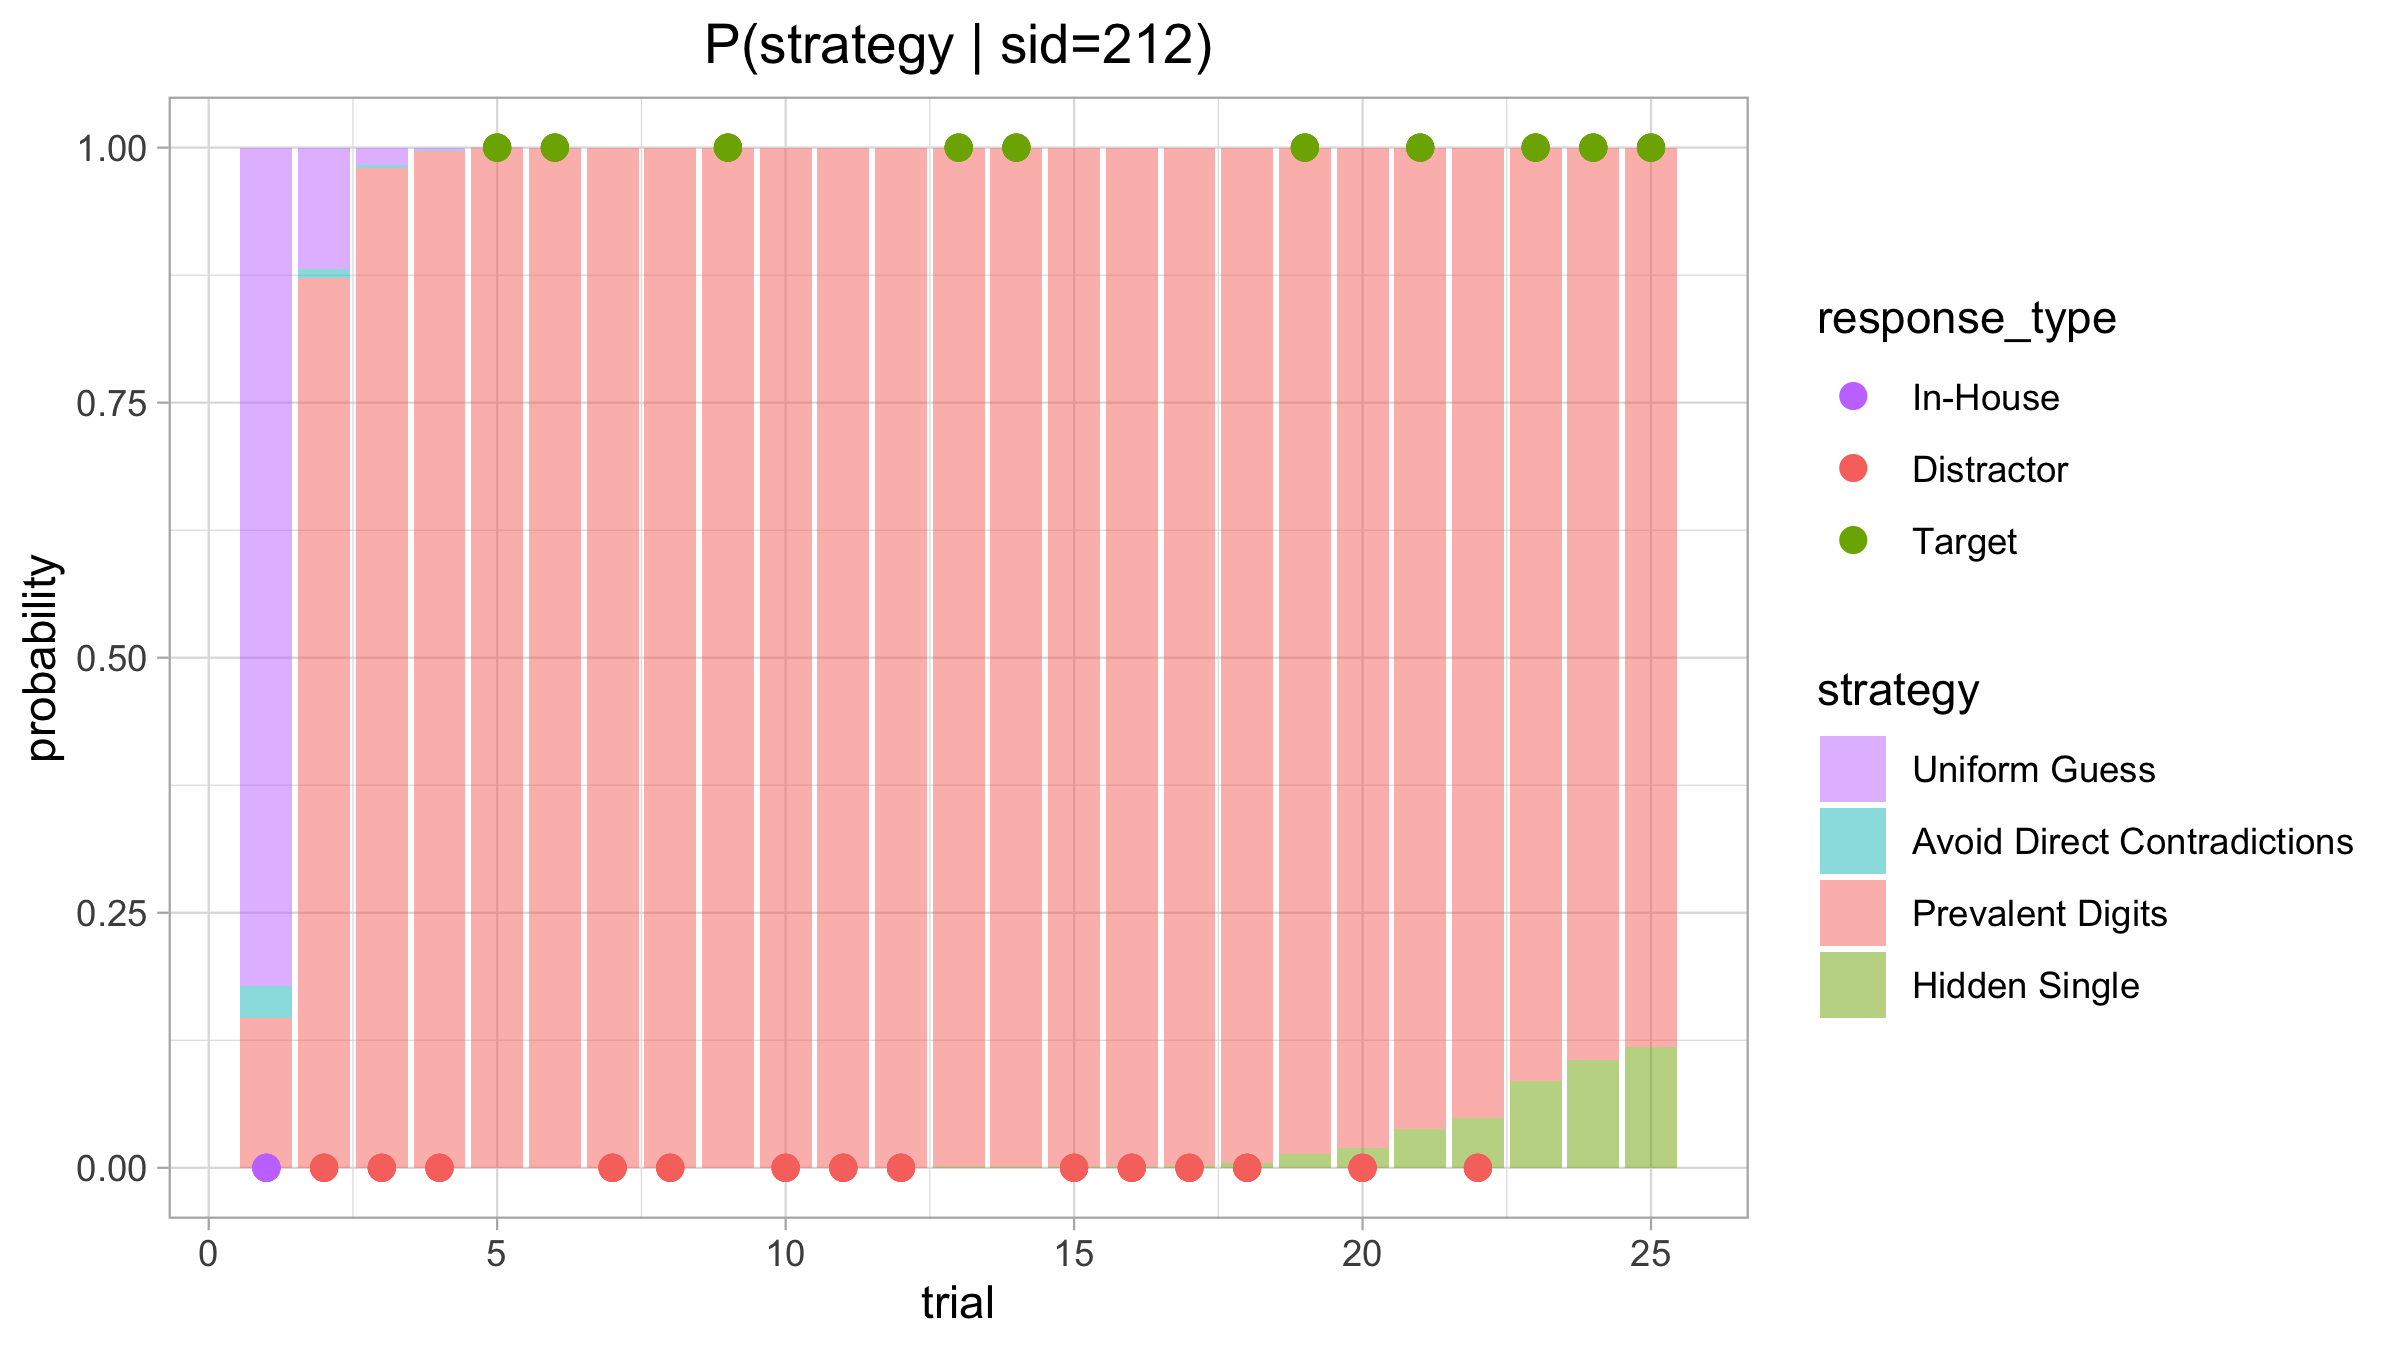 P(strategy | sid=212)
1.00
0.75
0.50
0.25
0.00
probability
0 5 10 15 20 25
trial
response_type
In-House
Distractor
Target
strategy
Uniform Guess
Avoid Direct Contradictions
Prevalent Digits
Hidden Single